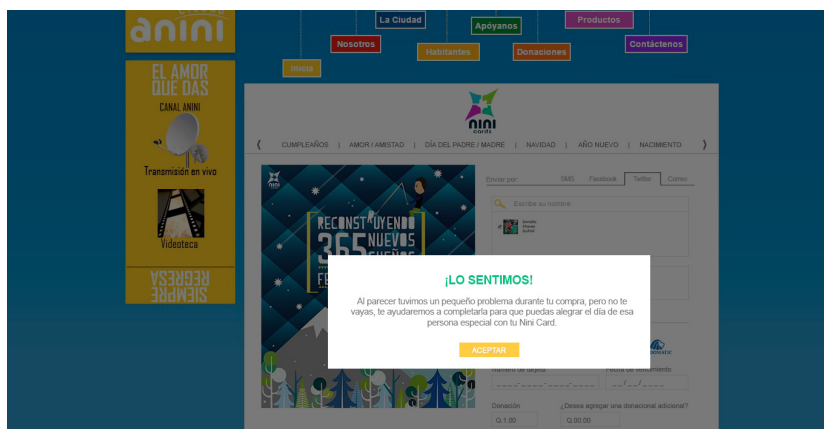 anini
La Ciudad
Productos
Apóyanos
Nosotros
Contáctenos
Habitantes
Donaciones
Inicia
EL AMOR
QUE DAS
CANAL ANINI
Transmisión en vivo
Videoteca
SIEMPRE
REGRESA
nini
cards
CUMPLEAÑOS | AMOR / AMISTAD | DÍA DEL PADRE / MADRE | NAVIDAD | AÑO NUEVO | NACIMIENTO
nini
RECONSTRUYENDO
365 NUEVOS
Enviar por: SMS Facebook Twitter Correo
Escriba su nombre
¡LO SENTIMOS!
Al parecer tuvimos un pequeño problema durante tu compra, pero no te
vayas, te ayudaremos a completarla para que puedas alegrar el día de esa
persona especial con tu Nini Card.
ACEPTAR
Número de tarjeta
Fecha de vencimiento
Donación
¿Desea agregar una donacional adicional?
Q.1.00
Q.00.00